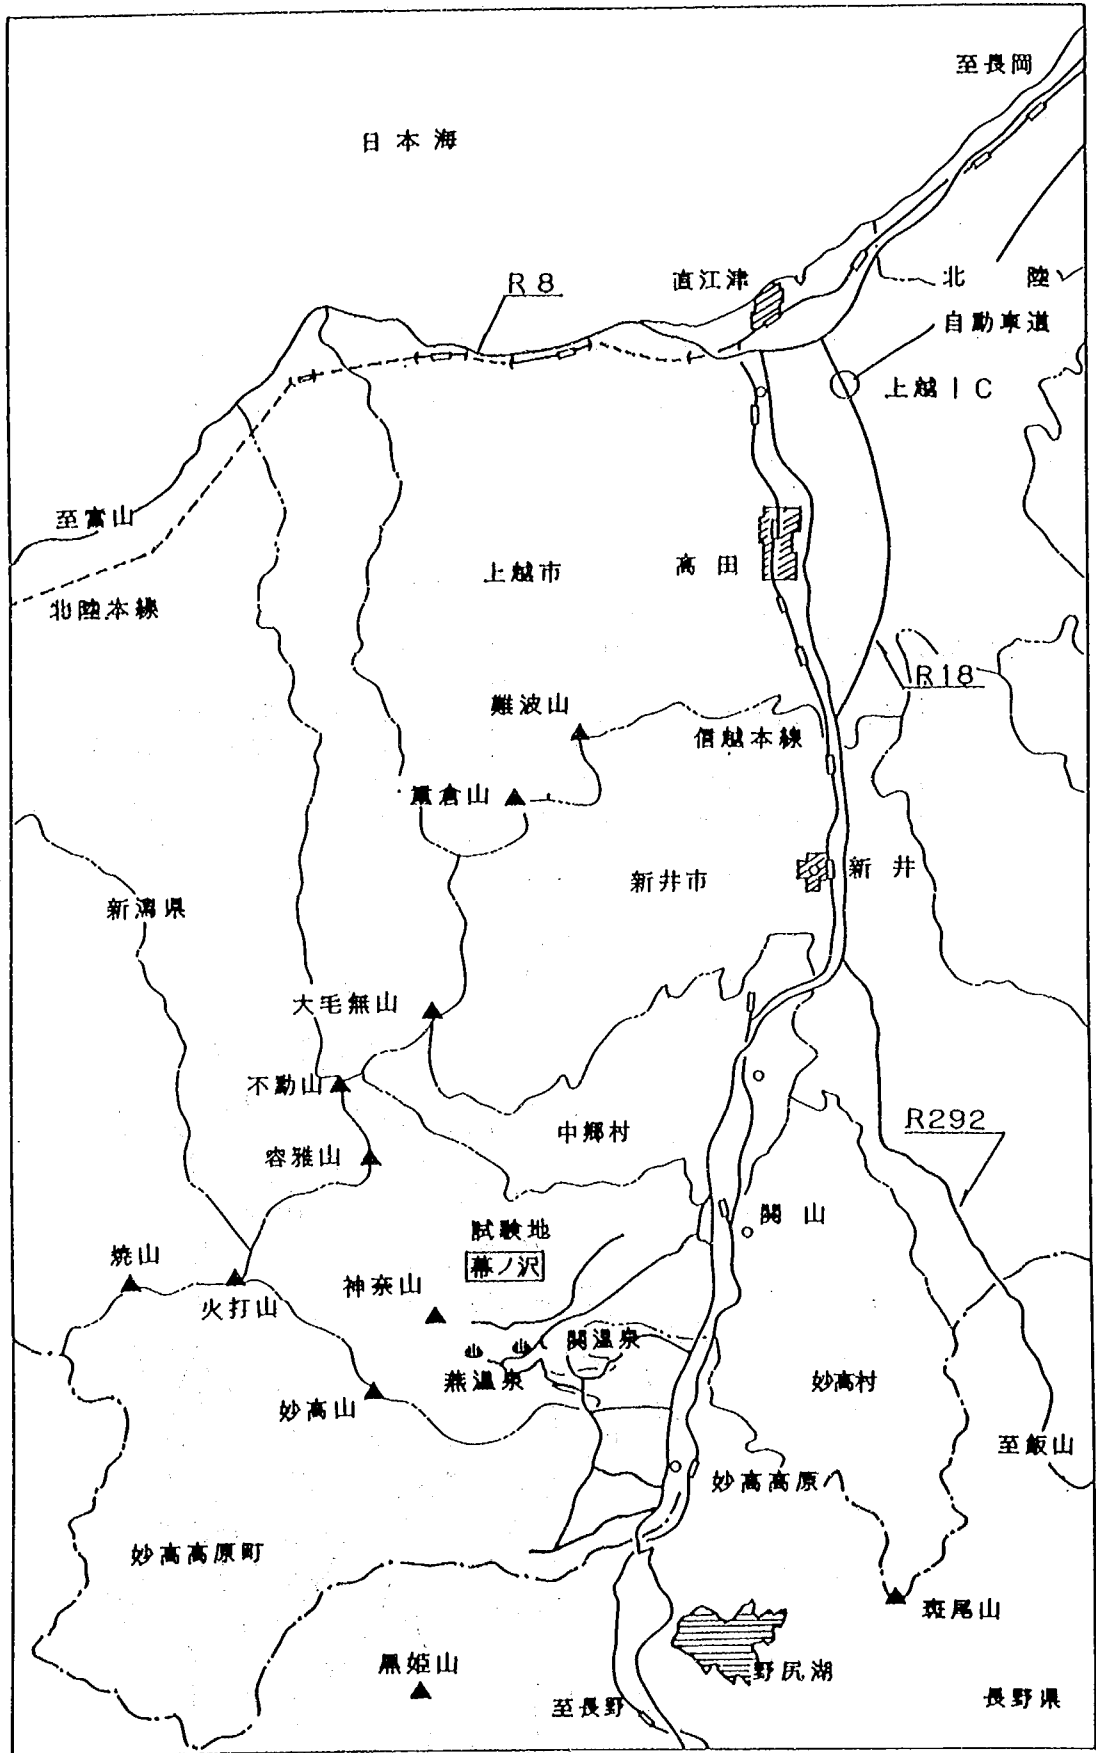 至長岡
日本海
R8
直江津
北陸
自動車道
上越IC
至富山
北陸本線
上越市
高田
R18
難波山
信越本線
重倉山
新井市
新井
新潟県
大毛無山
不動山
中郷村
R292
容雅山
関山
試験地
幕ノ沢
焼山
火打山
神奈山
関温泉
燕温泉
妙高山
妙高村
至飯山
妙高高原
妙高高原町
斑尾山
黒姫山
野尻湖
至長野
長野県